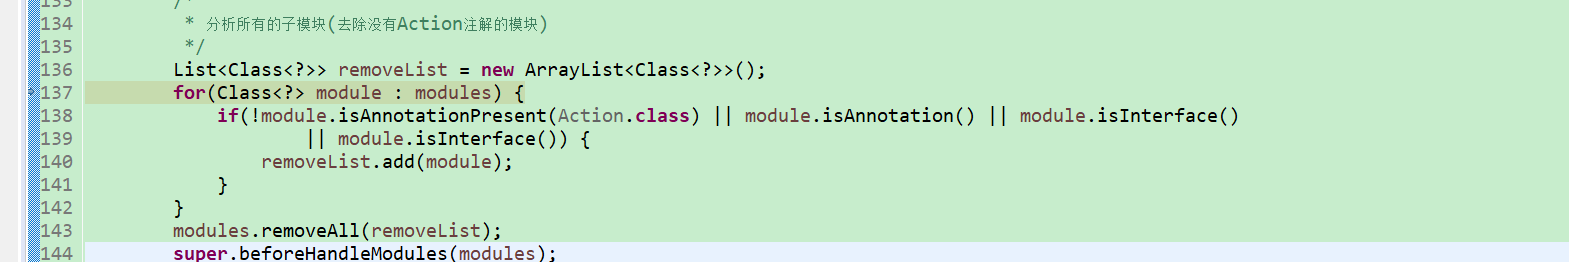 133        /*
134         * 分析所有的子模块(去除没有Action注解的模块)
135         */
136        List<Class<?>> removeList = new ArrayList<Class<?>>();
137        for(Class<?> module : modules) {
138            if(!module.isAnnotationPresent(Action.class) || module.isAnnotation() || module.isInterface()
139                    || module.isInterface()) {
140                removeList.add(module);
141            }
142        }
143        modules.removeAll(removeList);
144        super.beforeHandleModules(modules);